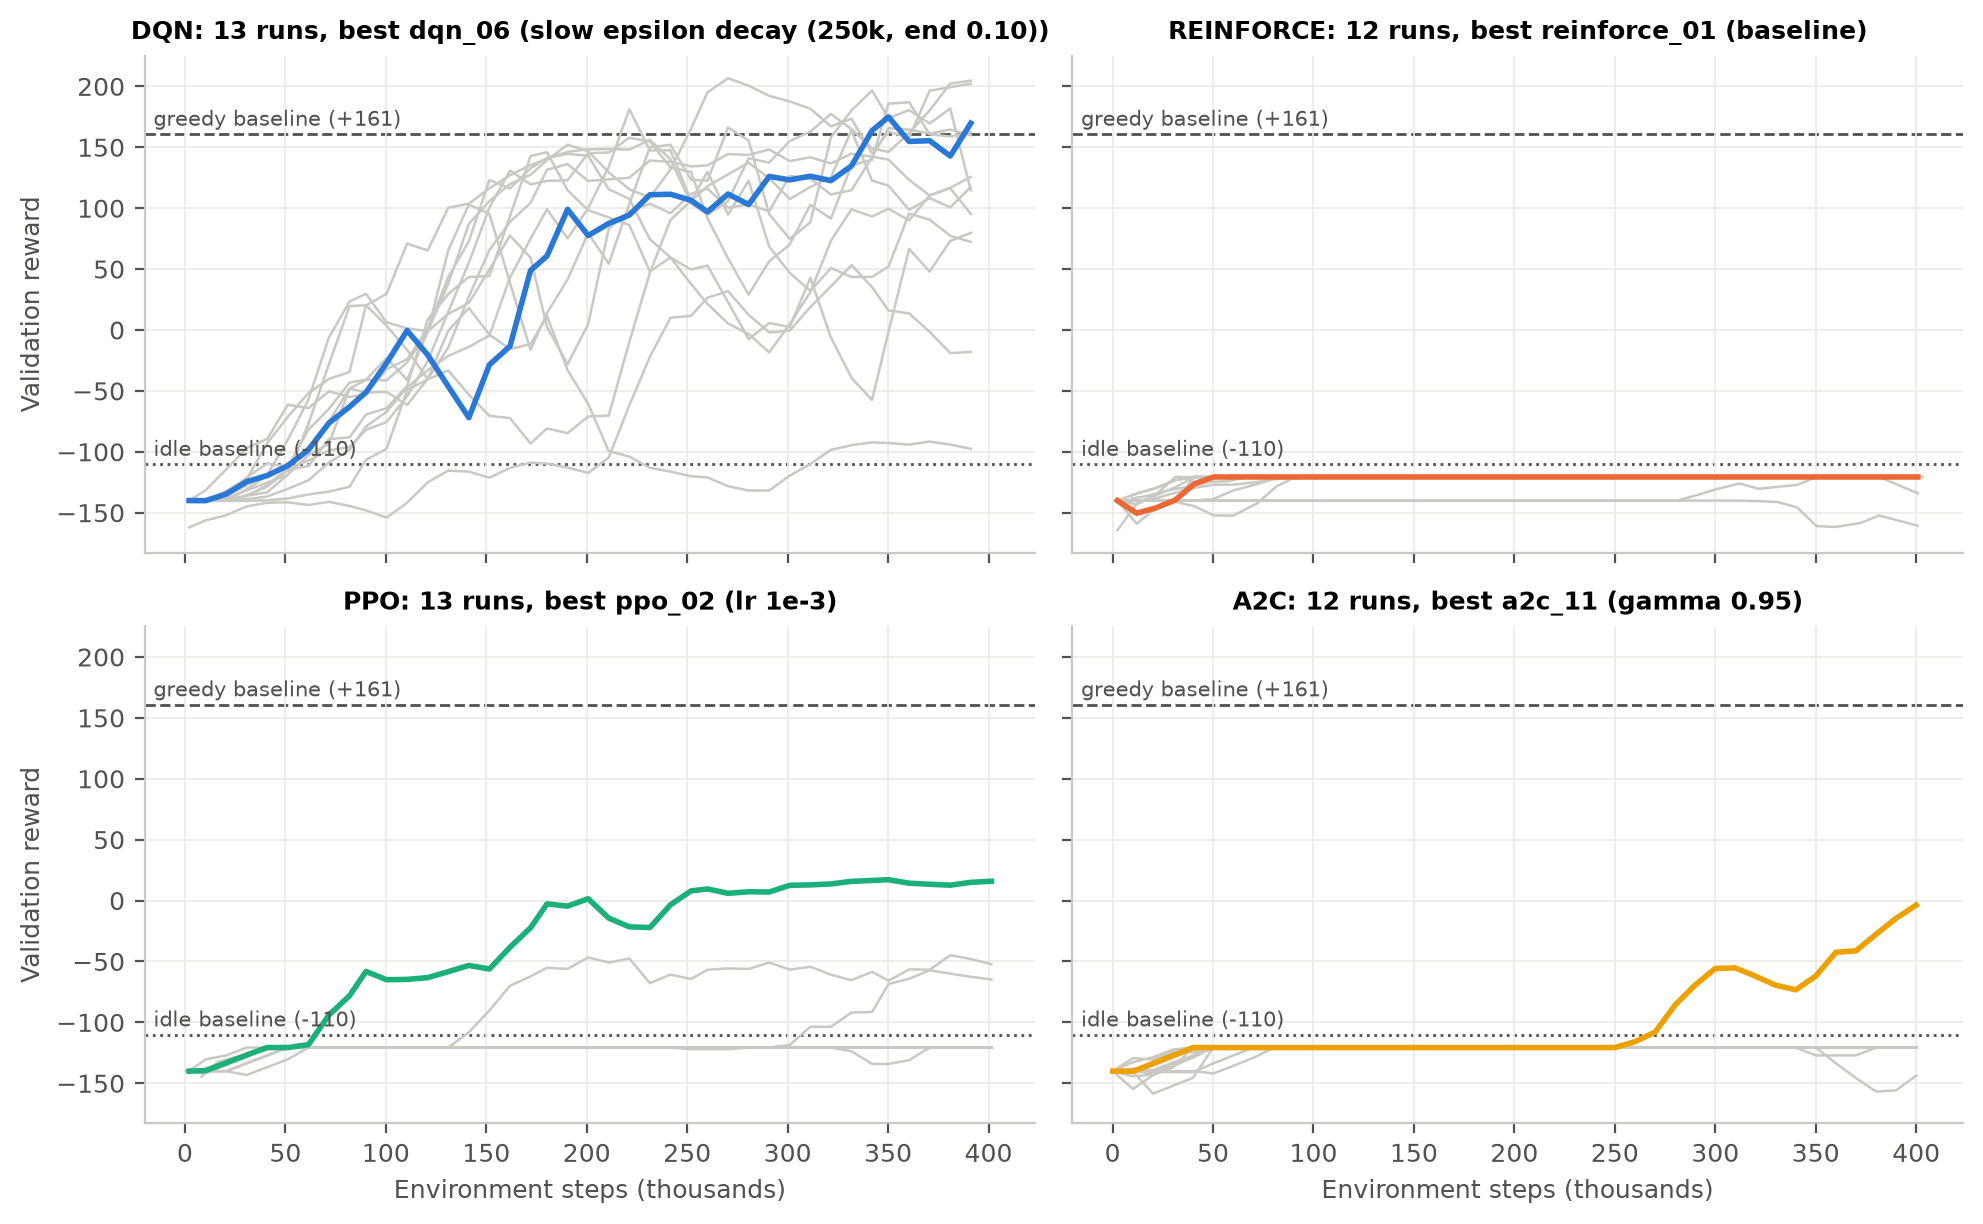 DQN: 13 runs, best dqn_06 (slow epsilon decay (250k, end 0.10))
200
150
100
50
0
−50
−100
−150
Validation reward
greedy baseline (+161)
idle baseline (-110)
REINFORCE: 12 runs, best reinforce_01 (baseline)
greedy baseline (+161)
idle baseline (-110)
PPO: 13 runs, best ppo_02 (lr 1e-3)
200
150
100
50
0
−50
−100
−150
Validation reward
greedy baseline (+161)
idle baseline (-110)
0 50 100 150 200 250 300 350 400
Environment steps (thousands)
A2C: 12 runs, best a2c_11 (gamma 0.95)
greedy baseline (+161)
idle baseline (-110)
0 50 100 150 200 250 300 350 400
Environment steps (thousands)